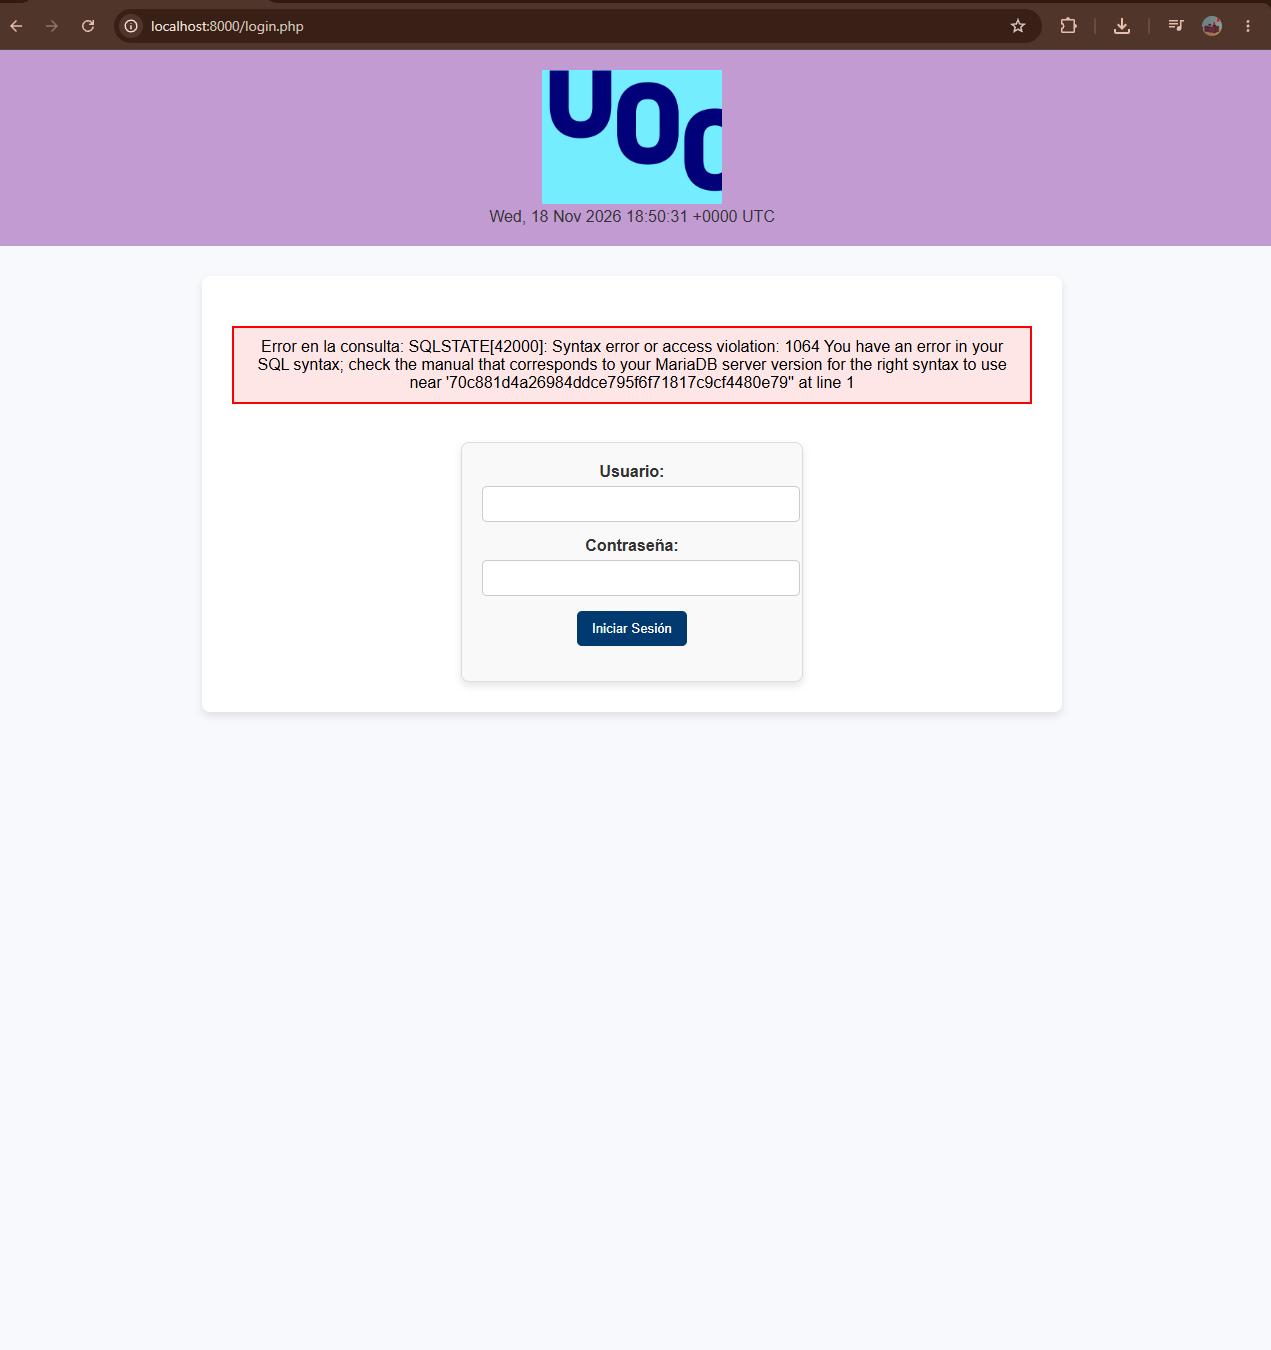 localhost:8000/login.php
UOC
Wed, 18 Nov 2026 18:50:31 +0000 UTC
Error en la consulta: SQLSTATE[42000]: Syntax error or access violation: 1064 You have an error in your
SQL syntax; check the manual that corresponds to your MariaDB server version for the right syntax to use
near '70c881d4a26984ddce795f6f71817c9cf4480e79'' at line 1
Usuario:
Contraseña:
Iniciar Sesión